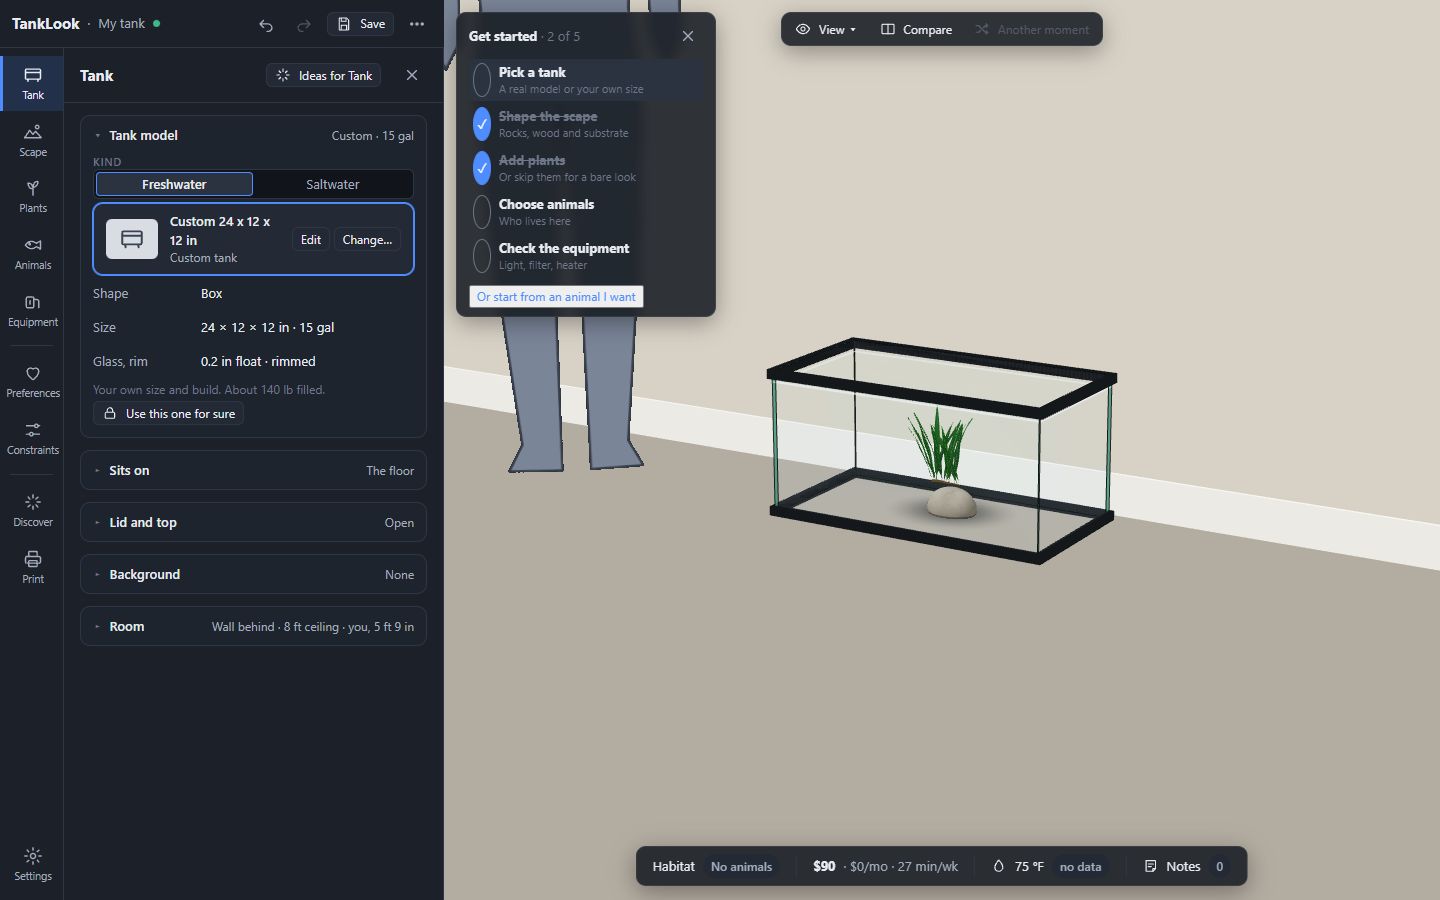 TankLook · My tank
Save
Tank
Scape
Plants
Animals
Equipment
Preferences
Constraints
Discover
Print
Settings
Tank
Ideas for Tank
Tank model
Custom · 15 gal
KIND
Freshwater
Saltwater
Custom 24 x 12 x
12 in
Custom tank
Edit
Change...
Shape
Box
Size
24 × 12 × 12 in · 15 gal
Glass, rim
0.2 in float · rimmed
Your own size and build. About 140 lb filled.
Use this one for sure
Sits on
The floor
Lid and top
Open
Background
None
Room
Wall behind · 8 ft ceiling · you, 5 ft 9 in
Get started · 2 of 5
Pick a tank
A real model or your own size
Shape the scape
Rocks, wood and substrate
Add plants
Or skip them for a bare look
Choose animals
Who lives here
Check the equipment
Light, filter, heater
Or start from an animal I want
View
Compare
Another moment
Habitat
No animals
$90 · $0/mo · 27 min/wk
75 °F
no data
Notes
0